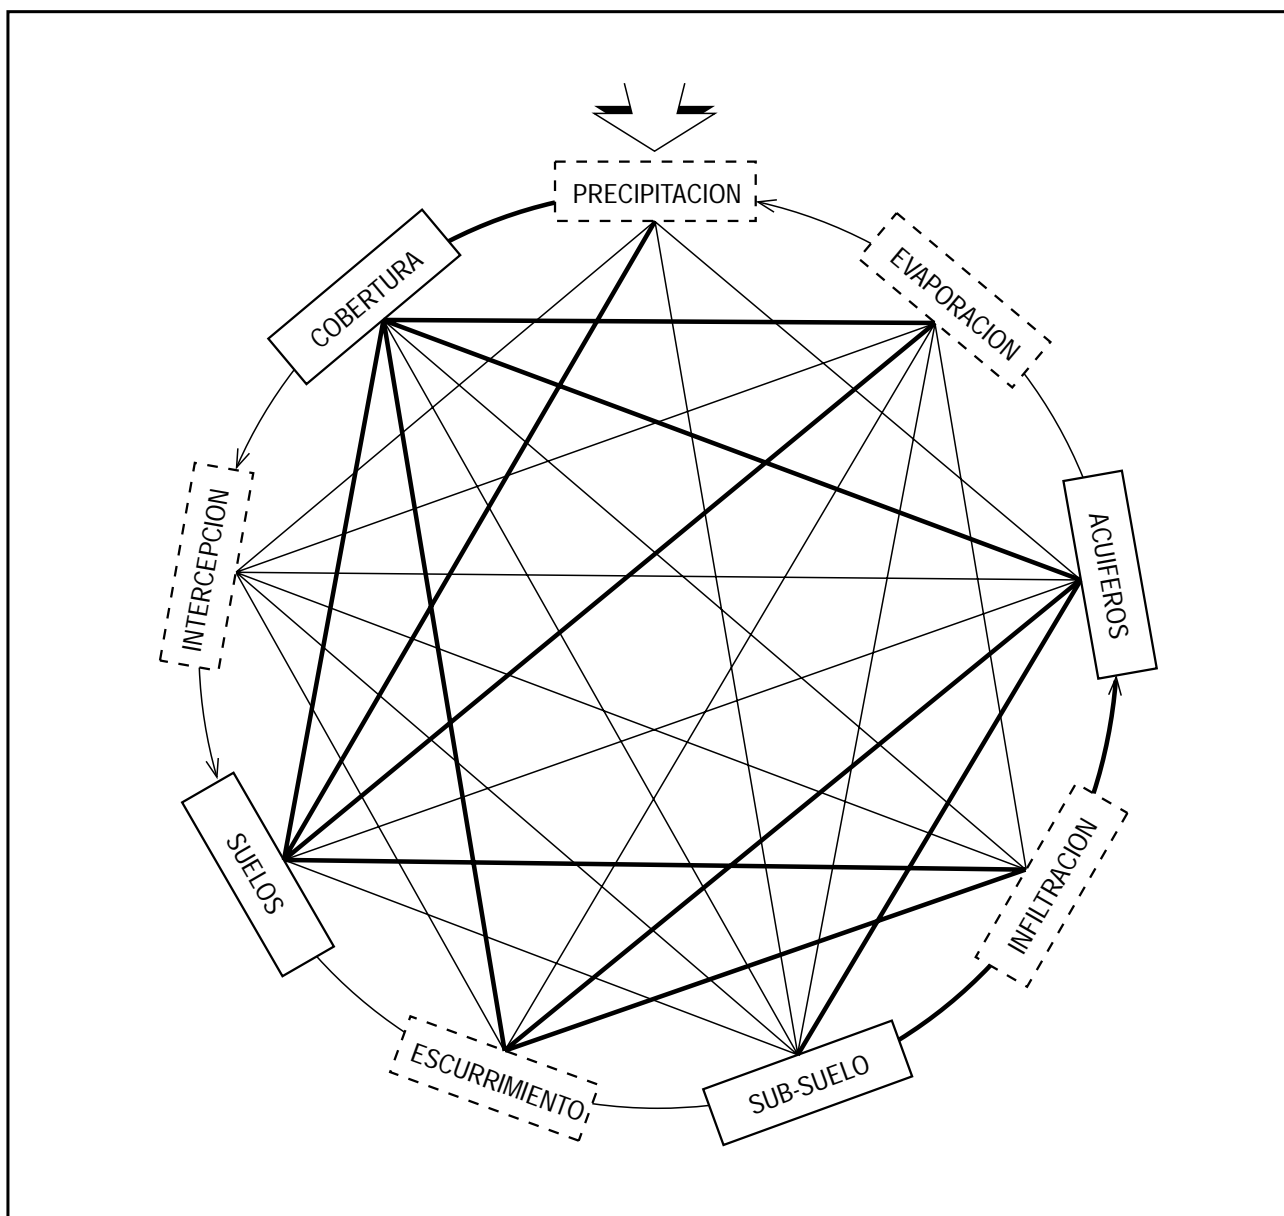 PRECIPITACION
EVAPORACION
COBERTURA
ACUIFEROS
INTERCEPCION
INFILTRACION
SUELOS
ESCURRIMIENTO
SUB-SUELO